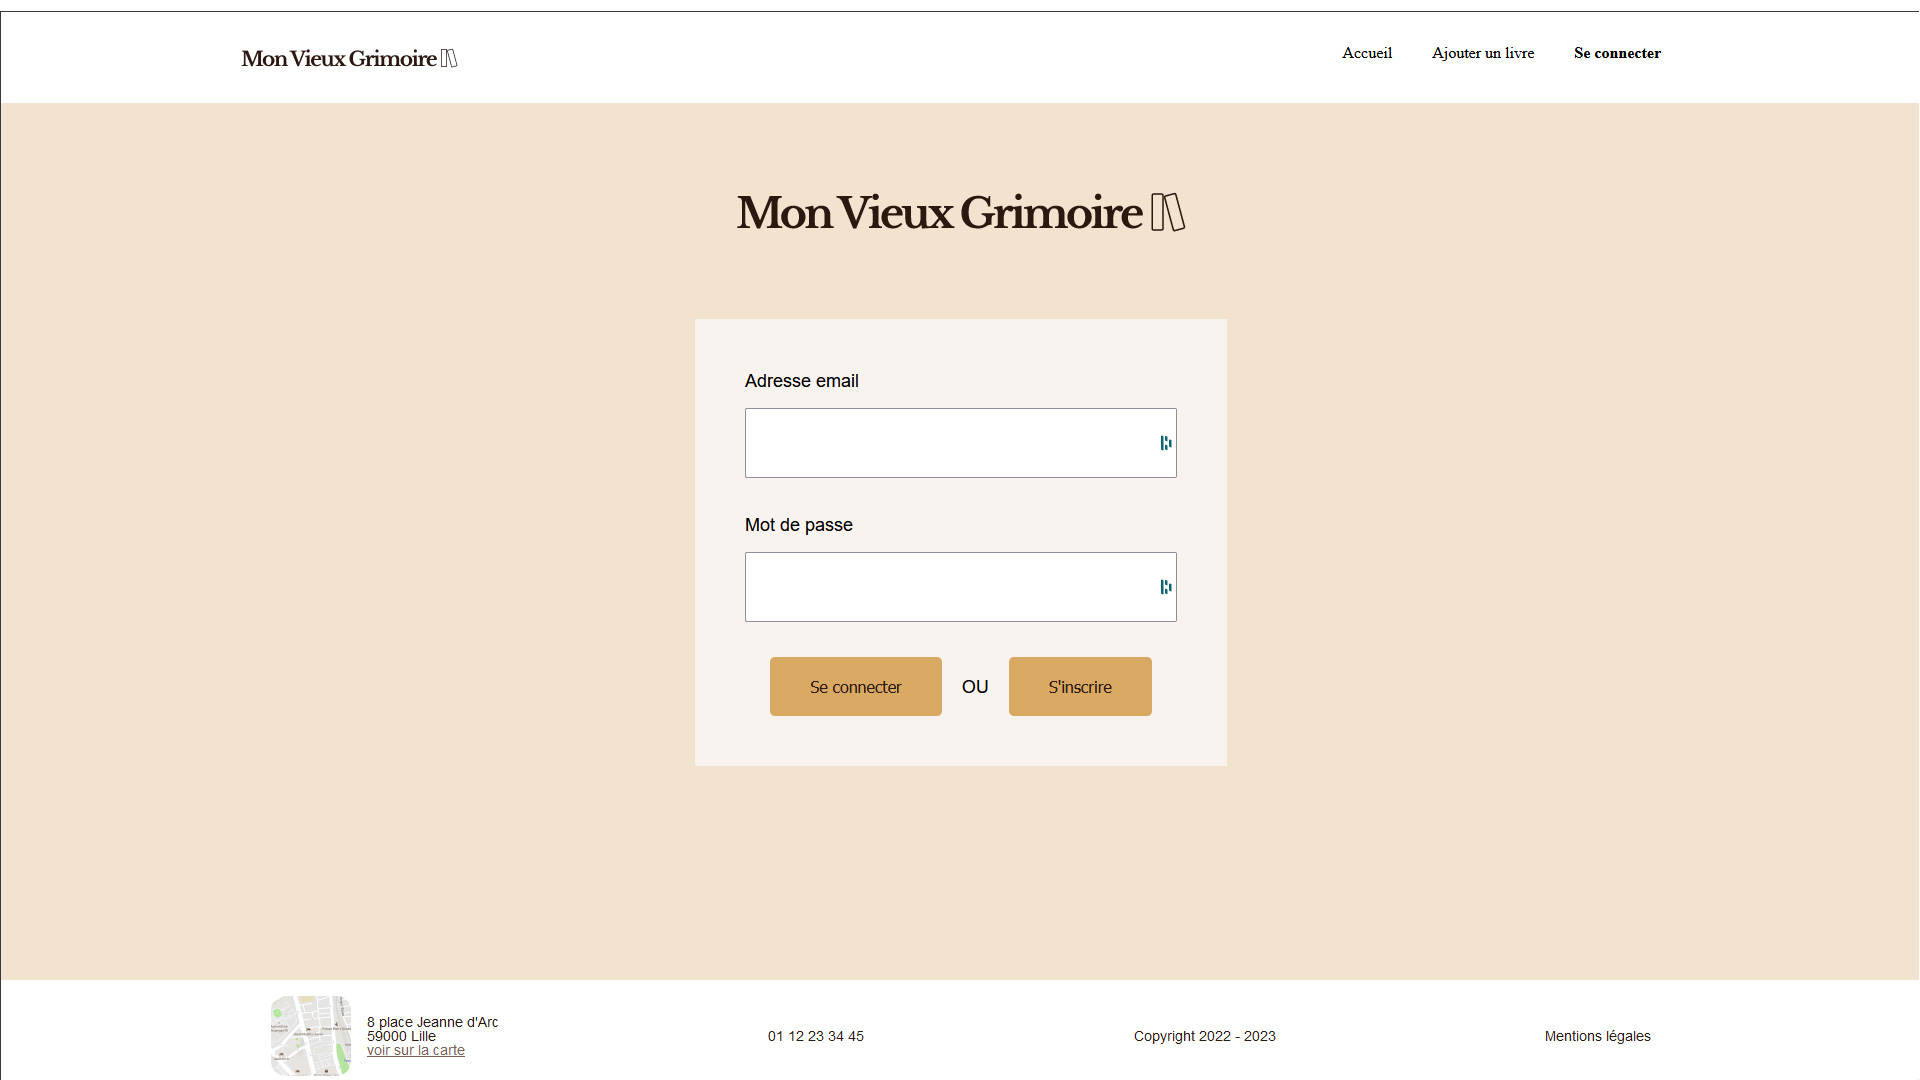 Mon Vieux Grimoire
Accueil
Ajouter un livre
Se connecter
Mon Vieux Grimoire
Adresse email
Mot de passe
Se connecter
OU
S'inscrire
8 place Jeanne d'Arc
59000 Lille
voir sur la carte
01 12 23 34 45
Copyright 2022 - 2023
Mentions légales